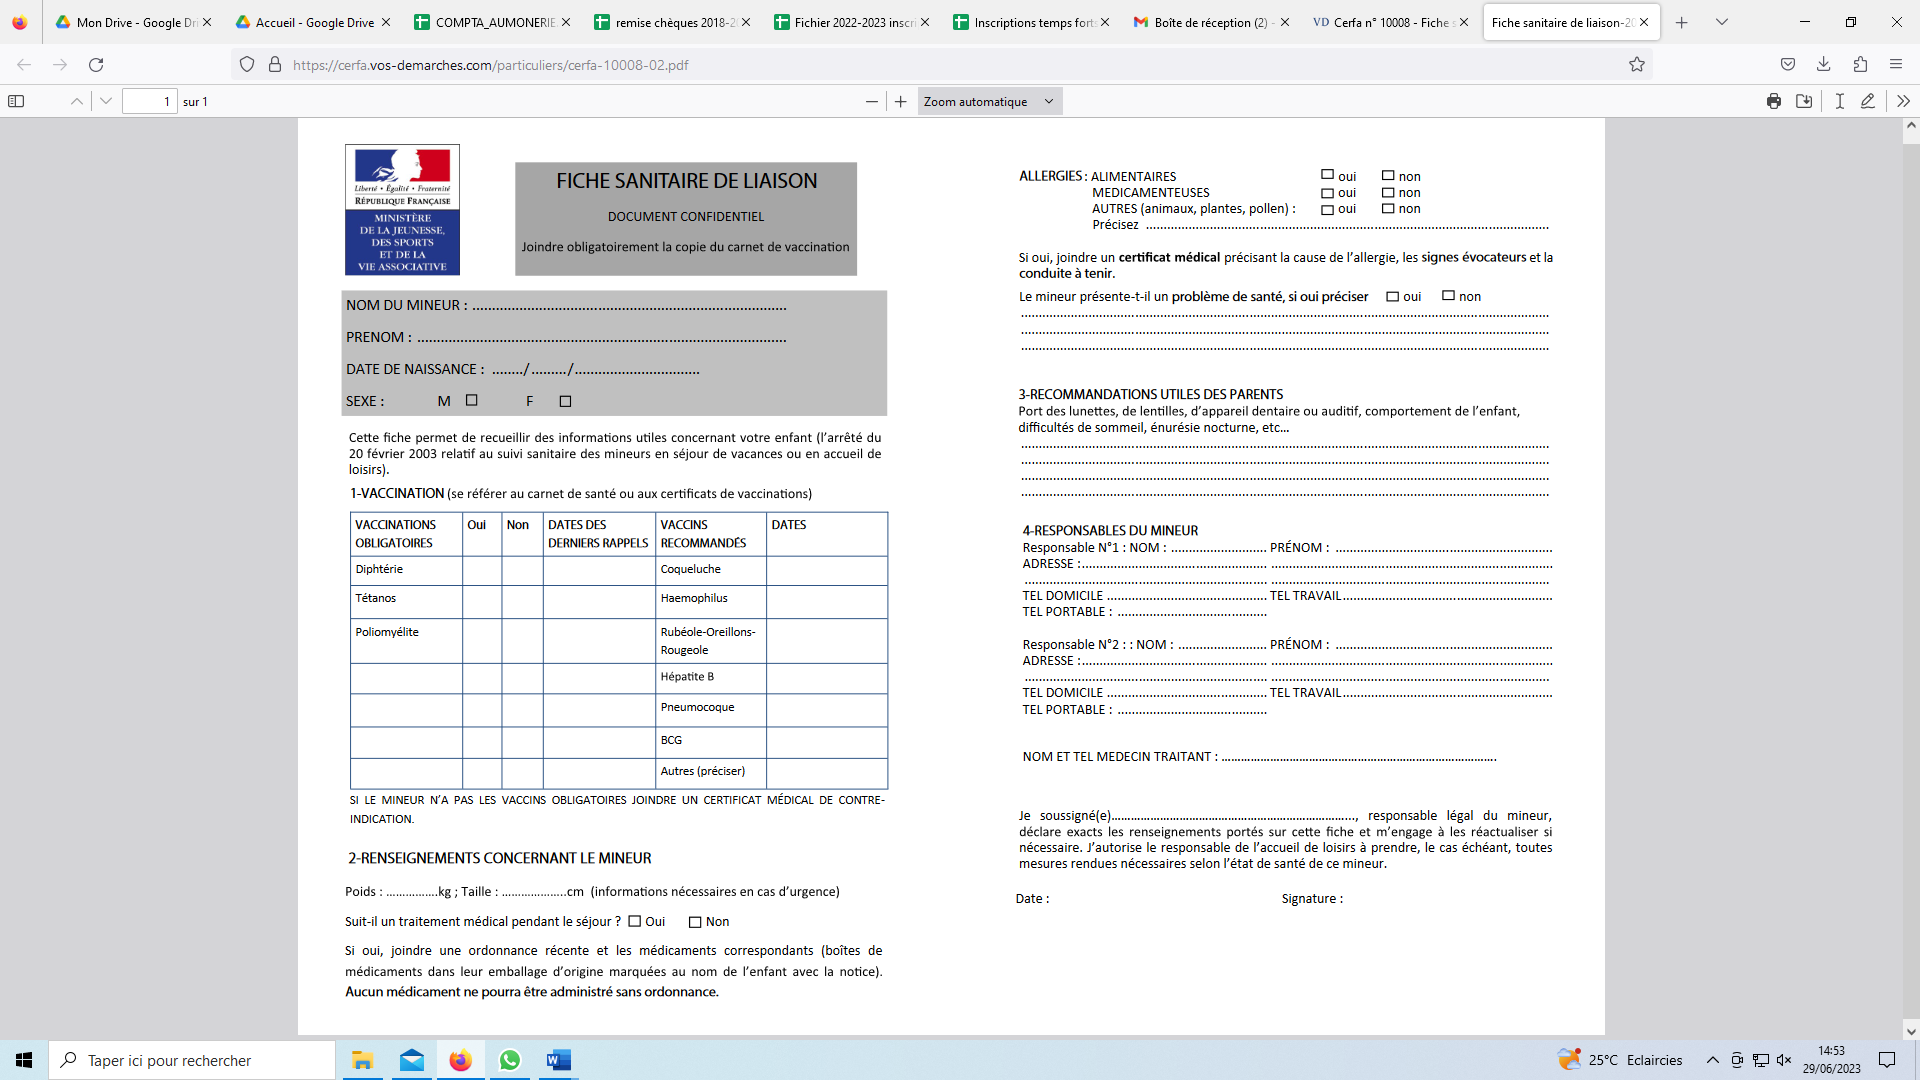 Mon Drive - Google Dri
Accueil - Google Drive
COMPTA_AUMONERIE.
remise chèques 2018-20
Fichier 2022-2023 inscri
Inscriptions temps forts
Boîte de réception (2) -
VD Cerfa n° 10008 - Fiche s
Fiche sanitaire de liaison-20
https://cerfa.vos-demarches.com/particuliers/cerfa-10008-02.pdf
1 sur 1
Zoom automatique
Liberté • Égalité • Fraternité
RÉPUBLIQUE FRANÇAISE
MINISTÈRE
DE LA JEUNESSE,
DES SPORTS
ET DE LA
VIE ASSOCIATIVE
FICHE SANITAIRE DE LIAISON
DOCUMENT CONFIDENTIEL
Joindre obligatoirement la copie du carnet de vaccination
NOM DU MINEUR : ................................................................................
PRENOM : ..............................................................................................
DATE DE NAISSANCE : ......../........./................................
SEXE : M ☐ F ☐
Cette fiche permet de recueillir des informations utiles concernant votre enfant (l’arrêté du
20 février 2003 relatif au suivi sanitaire des mineurs en séjour de vacances ou en accueil de
loisirs).
1-VACCINATION (se référer au carnet de santé ou aux certificats de vaccinations)
VACCINATIONS OBLIGATOIRES Oui Non DATES DES DERNIERS RAPPELS VACCINS RECOMMANDÉS DATES
Diphtérie Coqueluche
Tétanos Haemophilus
Poliomyélite Rubéole-Oreillons-
Rougeole
Hépatite B
Pneumocoque
BCG
Autres (préciser)
SI LE MINEUR N’A PAS LES VACCINS OBLIGATOIRES JOINDRE UN CERTIFICAT MÉDICAL DE CONTRE-
INDICATION.
2-RENSEIGNEMENTS CONCERNANT LE MINEUR
Poids : ................kg ; Taille : ....................cm (informations nécessaires en cas d’urgence)
Suit-il un traitement médical pendant le séjour ? ☐ Oui ☐ Non
Si oui, joindre une ordonnance récente et les médicaments correspondants (boîtes de
médicaments dans leur emballage d’origine marquées au nom de l’enfant avec la notice).
Aucun médicament ne pourra être administré sans ordonnance.
ALLERGIES : ALIMENTAIRES ☐ oui ☐ non
MEDICAMENTEUSES ☐ oui ☐ non
AUTRES (animaux, plantes, pollen) : ☐ oui ☐ non
Précisez ........................................................................................................
Si oui, joindre un certificat médical précisant la cause de l’allergie, les signes évocateurs et la
conduite à tenir.
Le mineur présente-t-il un problème de santé, si oui préciser ☐ oui ☐ non
........................................................................................................
........................................................................................................
........................................................................................................
3-RECOMMANDATIONS UTILES DES PARENTS
Port des lunettes, de lentilles, d’appareil dentaire ou auditif, comportement de l’enfant,
difficultés de sommeil, énurésie nocturne, etc...
........................................................................................................
........................................................................................................
........................................................................................................
........................................................................................................
4-RESPONSABLES DU MINEUR
Responsable N°1 : NOM : .......................... PRÉNOM : ..........................................................
ADRESSE :.................................................. ..........................................................
.................................................. ..........................................................
TEL DOMICILE ............................................ TEL TRAVAIL..........................................................
TEL PORTABLE : .........................................
Responsable N°2 : : NOM : ........................ PRÉNOM : ..........................................................
ADRESSE :.................................................. ..........................................................
.................................................. ..........................................................
TEL DOMICILE ............................................ TEL TRAVAIL..........................................................
TEL PORTABLE : .........................................
NOM ET TEL MEDECIN TRAITANT : ..........................................................................
Je soussigné(e)..................................................................., responsable légal du mineur,
déclare exacts les renseignements portés sur cette fiche et m’engage à les réactualiser si
nécessaire. J’autorise le responsable de l’accueil de loisirs à prendre, le cas échéant, toutes
mesures rendues nécessaires selon l’état de santé de ce mineur.
Date : Signature :
Taper ici pour rechercher
25°C Eclaircies
14:53
29/06/2023